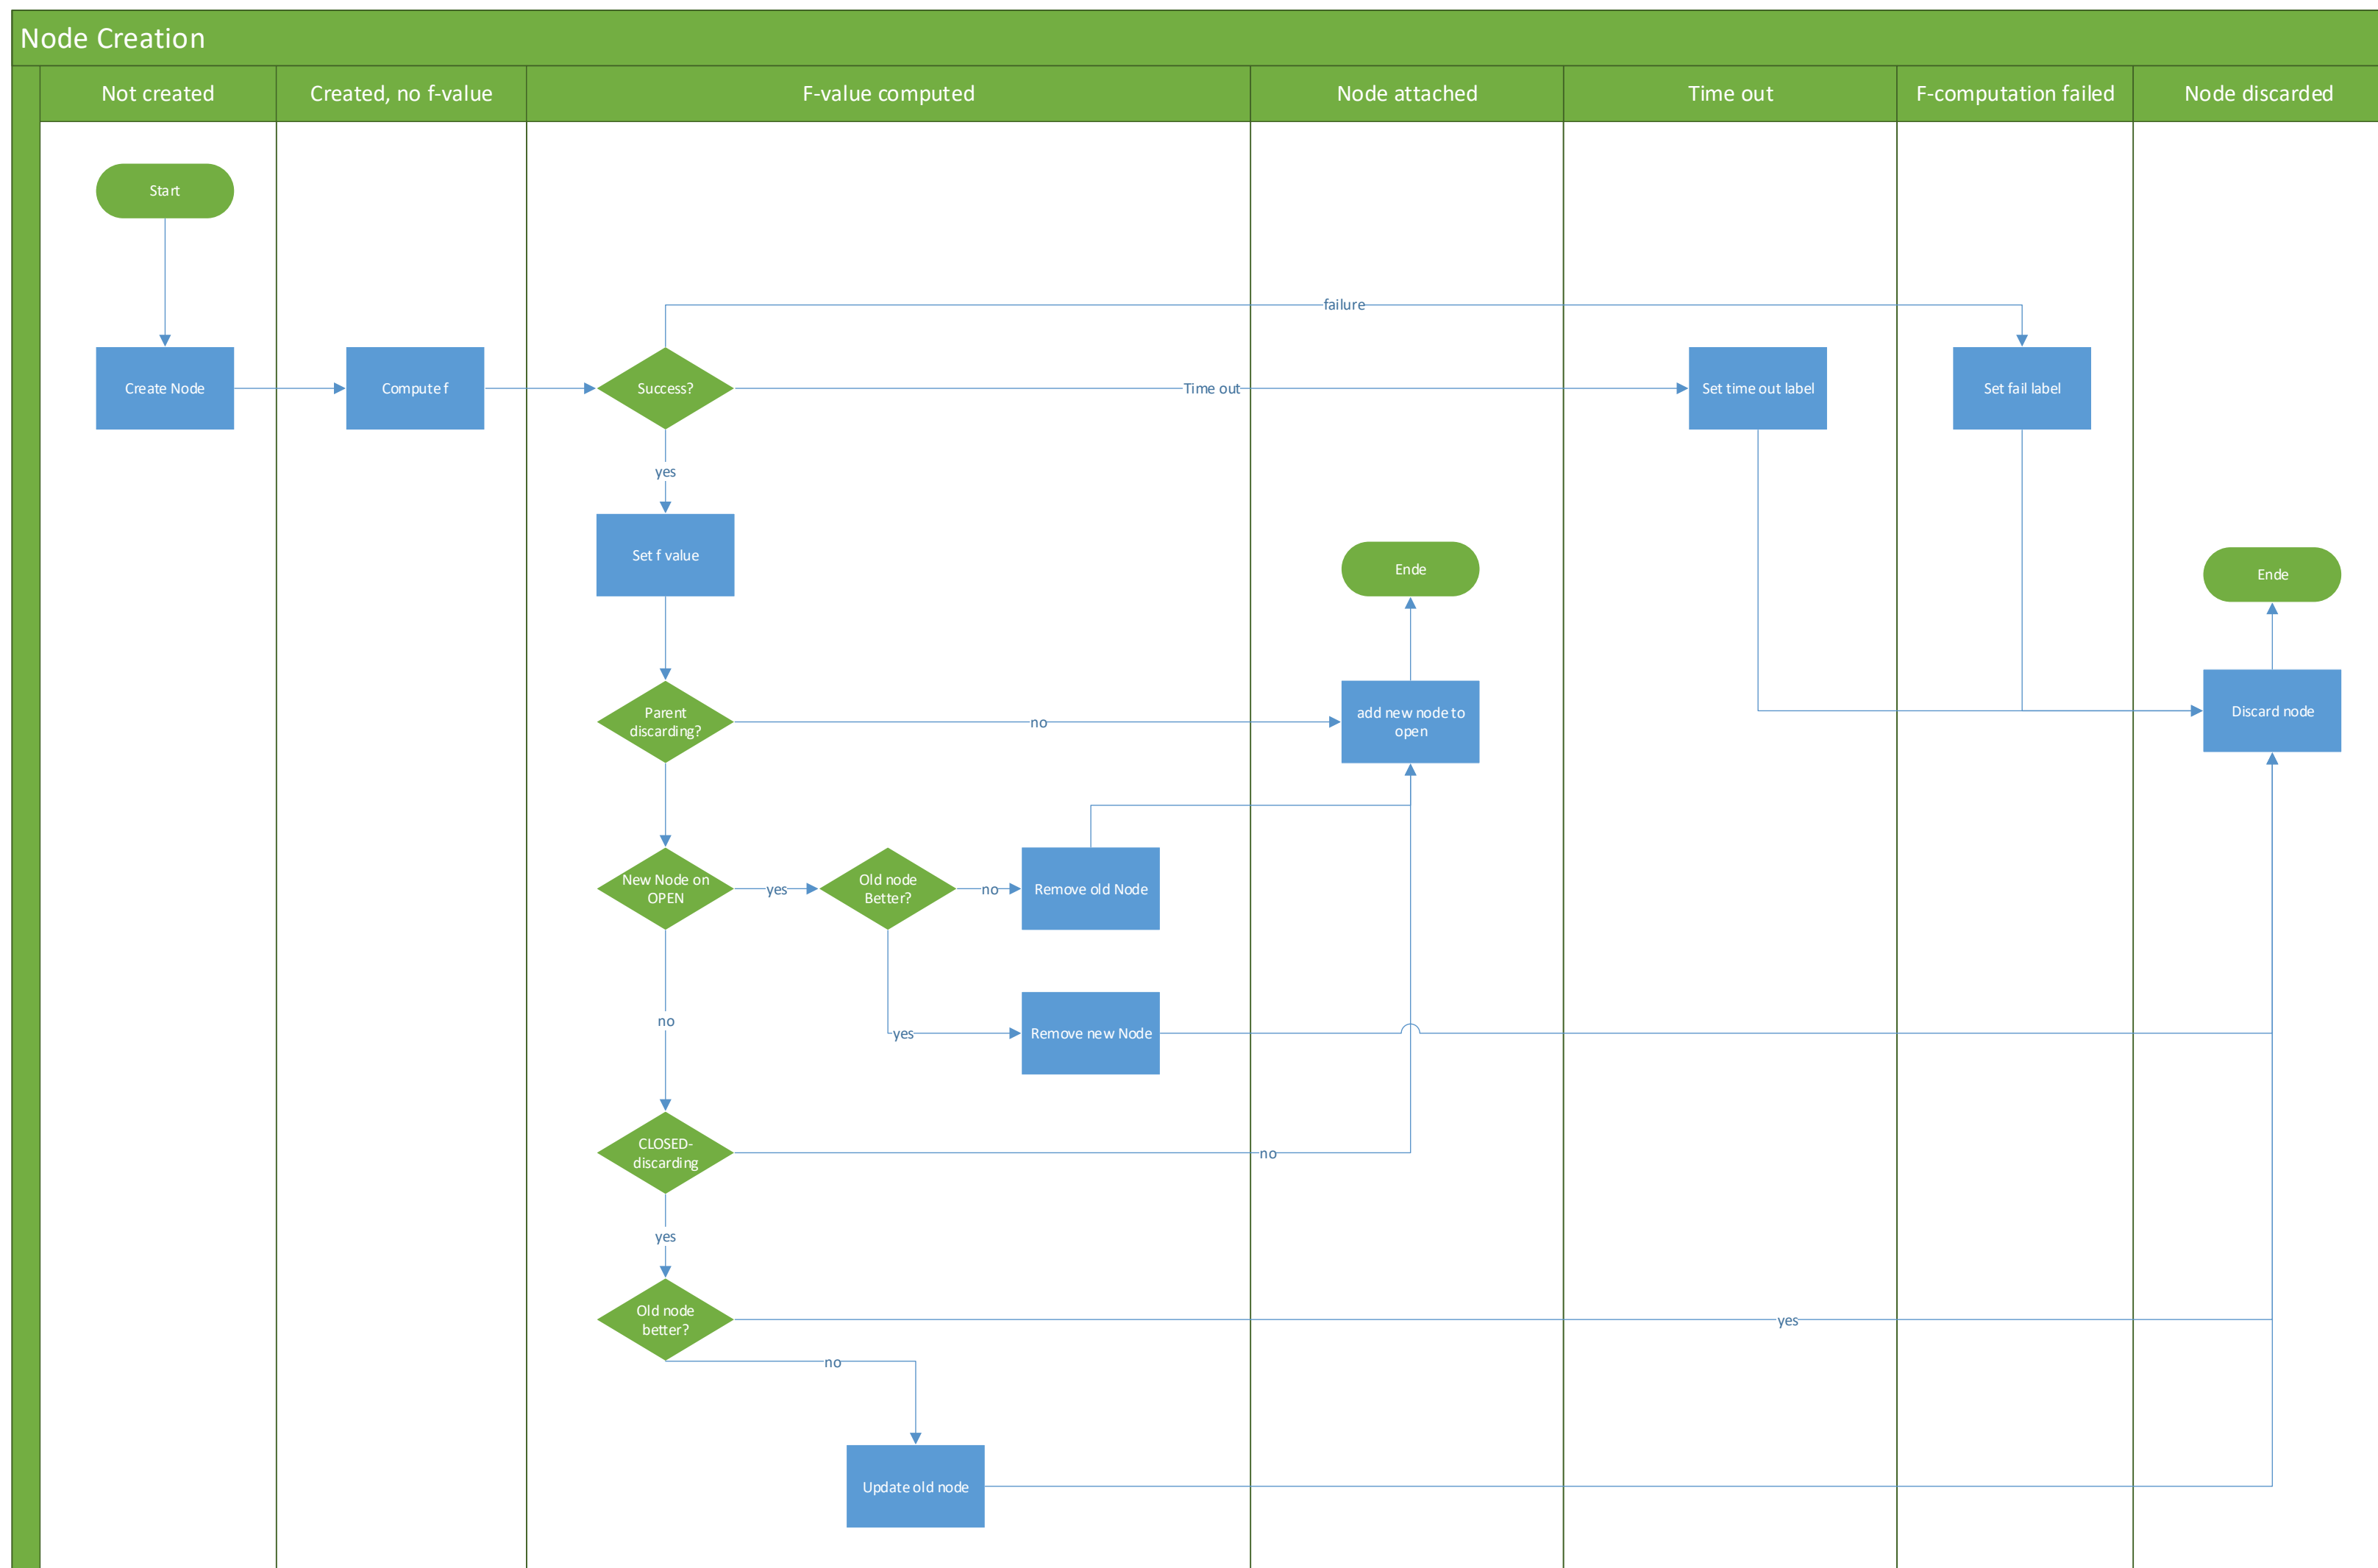 Node Creation
Not created
Created, no f-value
F-value computed
Node attached
Time out
F-computation failed
Node discarded
Start
failure
Create Node
Compute f
Success?
Time out
Set time out label
Set fail label
yes
Set f value
Ende
Ende
Parent
discarding?
no
add new node to
open
Discard node
New Node on
OPEN
yes
Old node
Better?
no
Remove old Node
no
yes
Remove new Node
CLOSED-
discarding
no
yes
Old node
better?
yes
no
Update old node